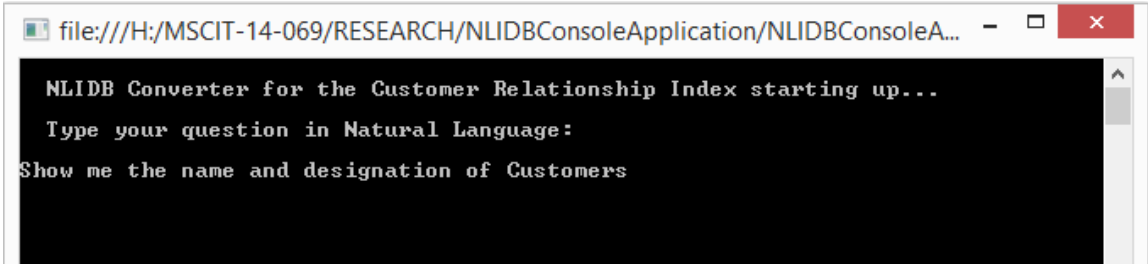 file:///H:/MSCIT-14-069/RESEARCH/NLIDBConsoleApplication/NLIDBConsoleA...
NLIDB Converter for the Customer Relationship Index starting up...
Type your question in Natural Language:
Show me the name and designation of Customers